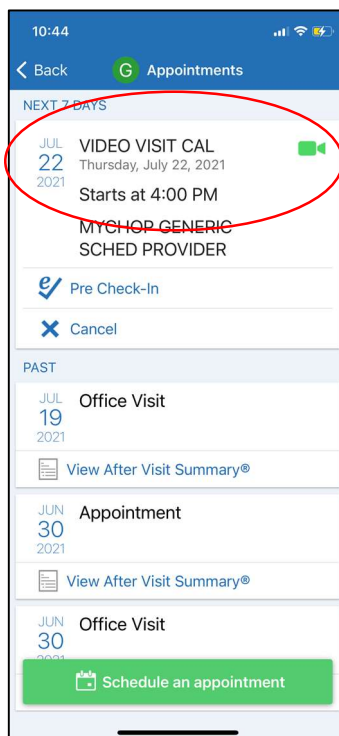 10:44
Back
G Appointments
NEXT 7 DAYS
JUL
22
2021
VIDEO VISIT CAL
Thursday, July 22, 2021
Starts at 4:00 PM
MYCHOP GENERIC
SCHED PROVIDER
Pre Check-In
Cancel
PAST
JUL
19
2021
Office Visit
View After Visit Summary®
JUN
30
2021
Appointment
View After Visit Summary®
JUN
30
Office Visit
Schedule an appointment